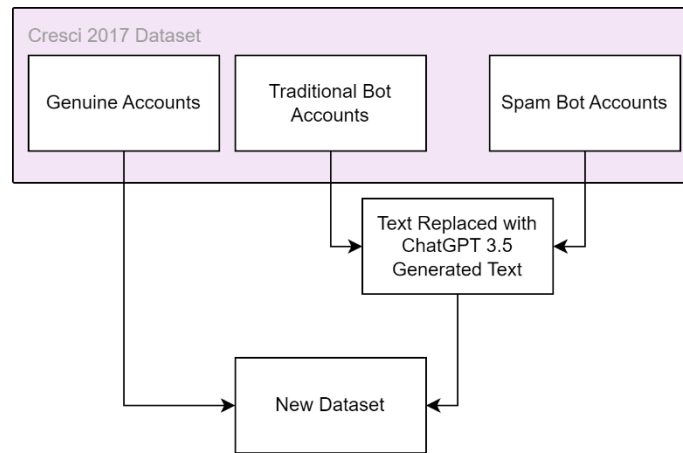 Cresci 2017 Dataset
Genuine Accounts
Traditional Bot
Accounts
Spam Bot Accounts
Text Replaced with
ChatGPT 3.5
Generated Text
New Dataset